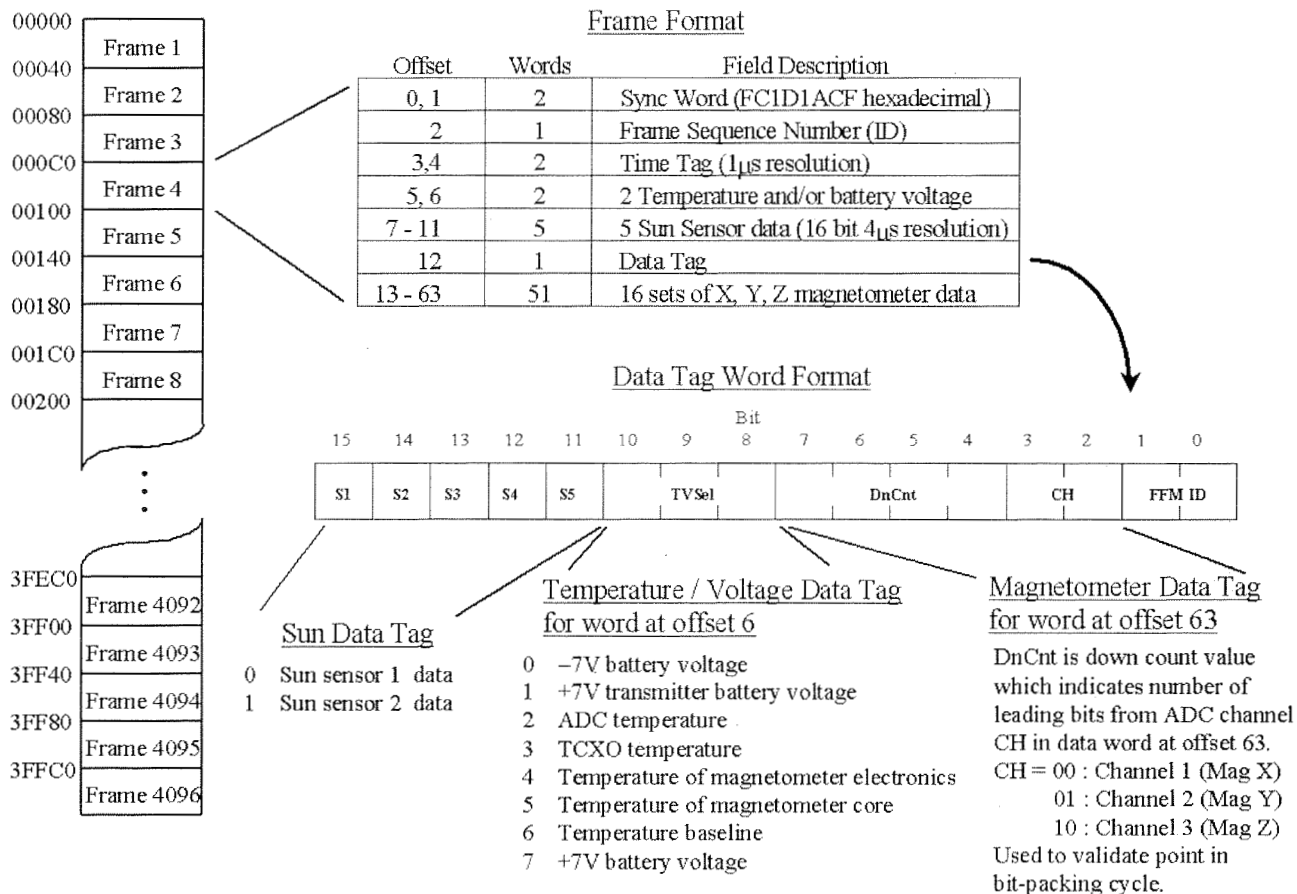 00000
Frame 1
00040
Frame 2
00080
Frame 3
000C0
Frame 4
00100
Frame 5
00140
Frame 6
00180
Frame 7
001C0
Frame 8
00200
3FEC0
Frame 4092
3FF00
Frame 4093
3FF40
Frame 4094
3FF80
Frame 4095
3FFC0
Frame 4096
Frame Format
Offset Words Field Description
0, 1 2 Sync Word (FC1D1ACF hexadecimal)
2 1 Frame Sequence Number (ID)
3,4 2 Time Tag (1µs resolution)
5, 6 2 2 Temperature and/or battery voltage
7 - 11 5 5 Sun Sensor data (16 bit 4µs resolution)
12 1 Data Tag
13 - 63 51 16 sets of X, Y, Z magnetometer data
Data Tag Word Format
Bit
15 14 13 12 11 10 9 8 7 6 5 4 3 2 1 0
S1 S2 S3 S4 S5 TVSel DnCnt CH FFM ID
Sun Data Tag
0 Sun sensor 1 data
1 Sun sensor 2 data
Temperature / Voltage Data Tag
for word at offset 6
0 –7V battery voltage
1 +7V transmitter battery voltage
2 ADC temperature
3 TCXO temperature
4 Temperature of magnetometer electronics
5 Temperature of magnetometer core
6 Temperature baseline
7 +7V battery voltage
Magnetometer Data Tag
for word at offset 63
DnCnt is down count value
which indicates number of
leading bits from ADC channel
CH in data word at offset 63.
CH = 00 : Channel 1 (Mag X)
01 : Channel 2 (Mag Y)
10 : Channel 3 (Mag Z)
Used to validate point in
bit-packing cycle.